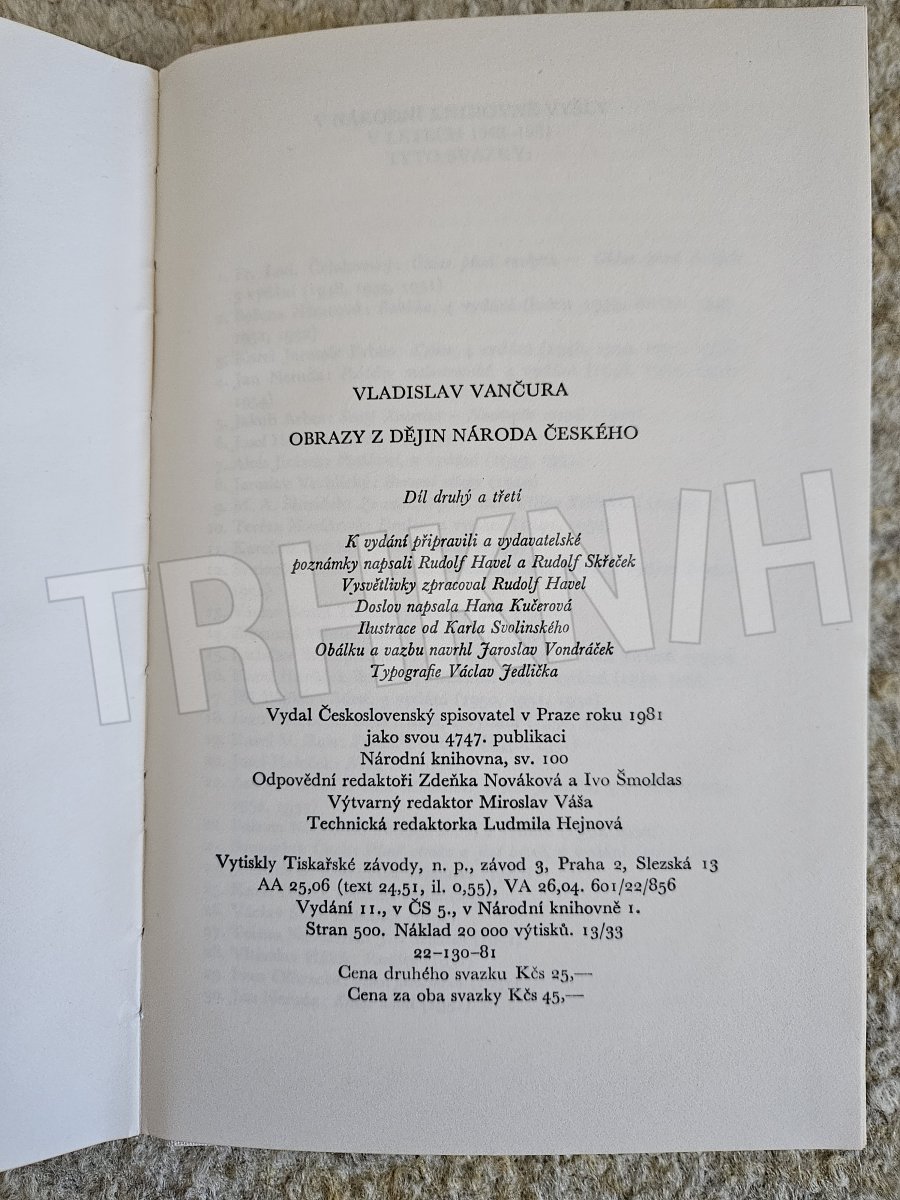 VLADISLAV VANČURA
OBRAZY Z DĚJIN NÁRODA ČESKÉHO
Díl druhý a třetí
K vydání připravili a vydavatelské
poznámky napsali Rudolf Havel a Rudolf Skřeček
Vysvětlivky zpracoval Rudolf Havel
Doslov napsala Hana Kučerová
Ilustrace od Karla Svolinského
Obálku a vazbu navrhl Jaroslav Vondráček
Typografie Václav Jedlička
Vydal Československý spisovatel v Praze roku 1981
jako svou 4747. publikaci
Národní knihovna, sv. 100
Odpovědní redaktoři Zdeňka Nováková a Ivo Šmoldas
Výtvarný redaktor Miroslav Váša
Technická redaktorka Ludmila Hejnová
Vytiskly Tiskařské závody, n. p., závod 3, Praha 2, Slezská 13
AA 25,06 (text 24,51, il. 0,55), VA 26,04. 601/22/856
Vydání 11., v ČS 5., v Národní knihovně 1.
Stran 500. Náklad 20 000 výtisků. 13/33
22–130–81
Cena druhého svazku Kčs 25,—
Cena za oba svazky Kčs 45,—
TRHKNIH